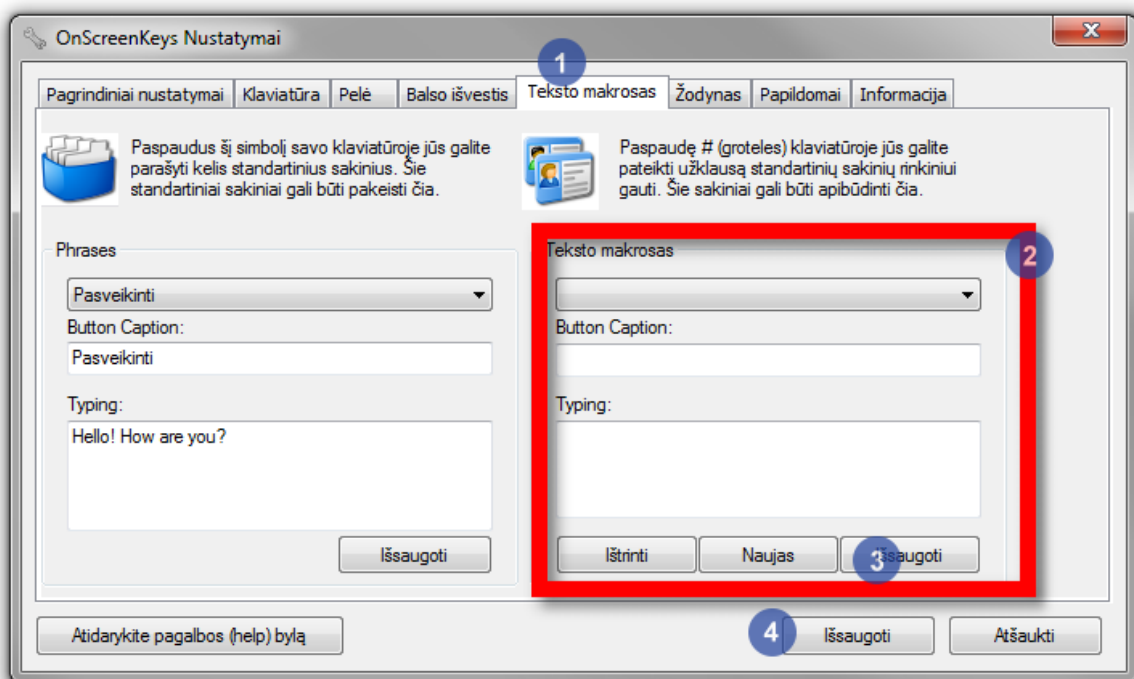 OnScreenKeys Nustatymai
1
Pagrindiniai nustatymai Klaviatūra Pelė Balso išvestis Teksto makrosas Žodynas Papildomai Informacija
Paspaudus šį simbolį savo klaviatūroje jūs galite
parašyti kelis standartinius sakinius. Šie
standartiniai sakiniai gali būti pakeisti čia.
Paspaudę # (groteles) klaviatūroje jūs galite
pateikti užklausą standartinių sakinių rinkiniui
gauti. Šie sakiniai gali būti apibūdinti čia.
Phrases
Pasveikinti
Button Caption:
Pasveikinti
Typing:
Hello! How are you?
Išsaugoti
Teksto makrosas
2
Button Caption:
Typing:
Ištrinti Naujas 3 Išsaugoti
Atidarykite pagalbos (help) bylą 4 Išsaugoti Atšaukti